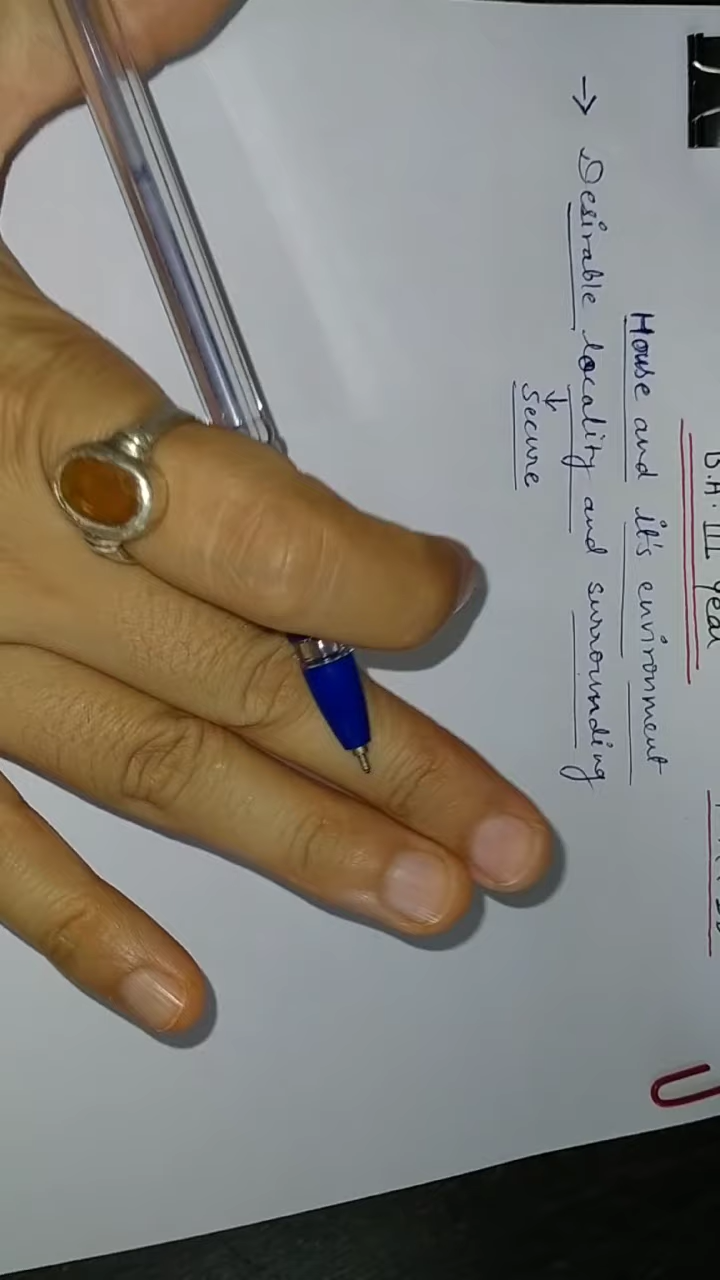 B.A. III Year
House and it's environment
→ Desirable locality and surrounding
↓
Secure